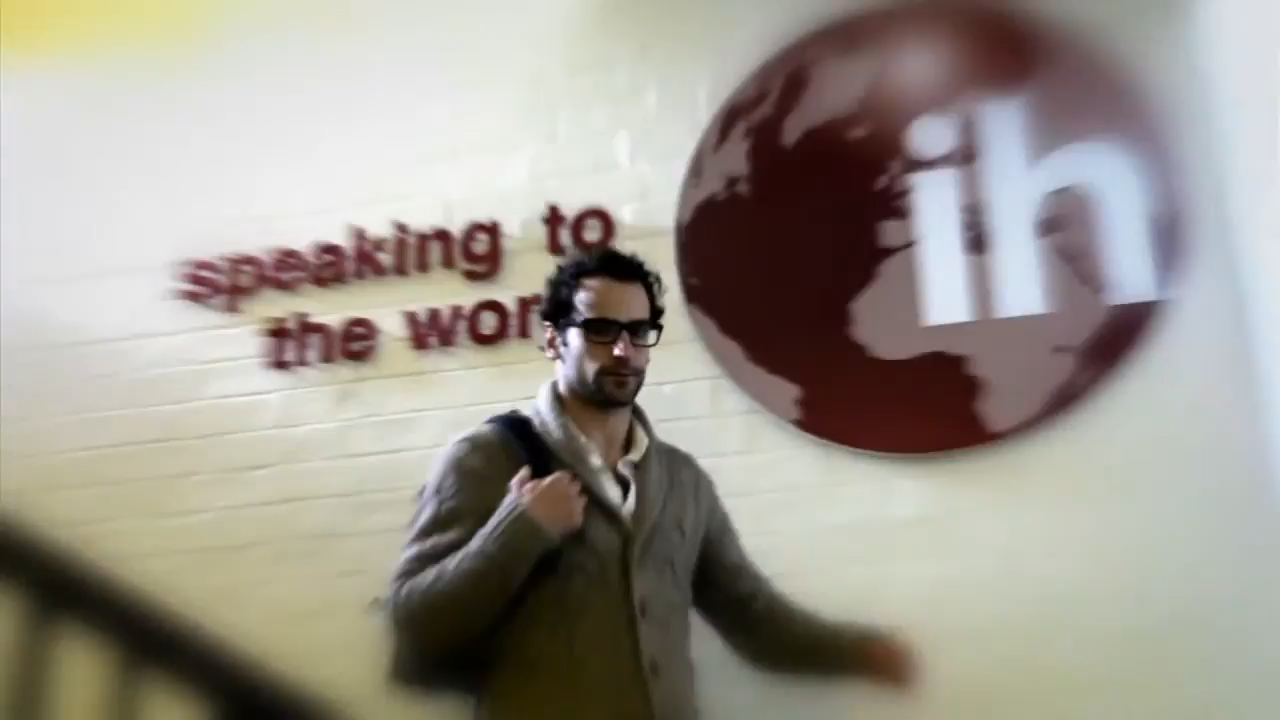 speaking to
the wor
ih